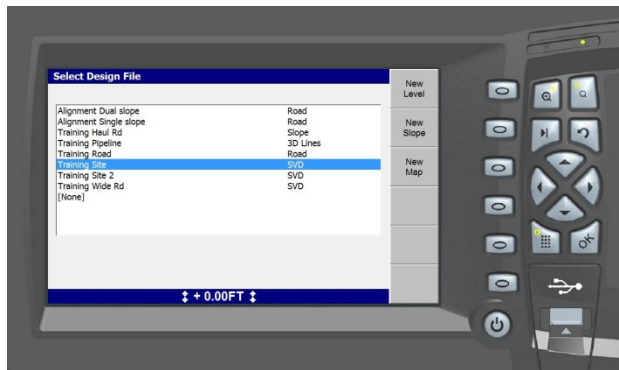 Select Design File
Alignment Dual slope Road
Alignment Single slope Road
Training Haul Rd Slope
Training Pipeline 3D Lines
Training Road Road
Training Site SVD
Training Site 2 SVD
Training Wide Rd SVD
[None]
+ 0.00FT
New
Level
New
Slope
New
Map
OK